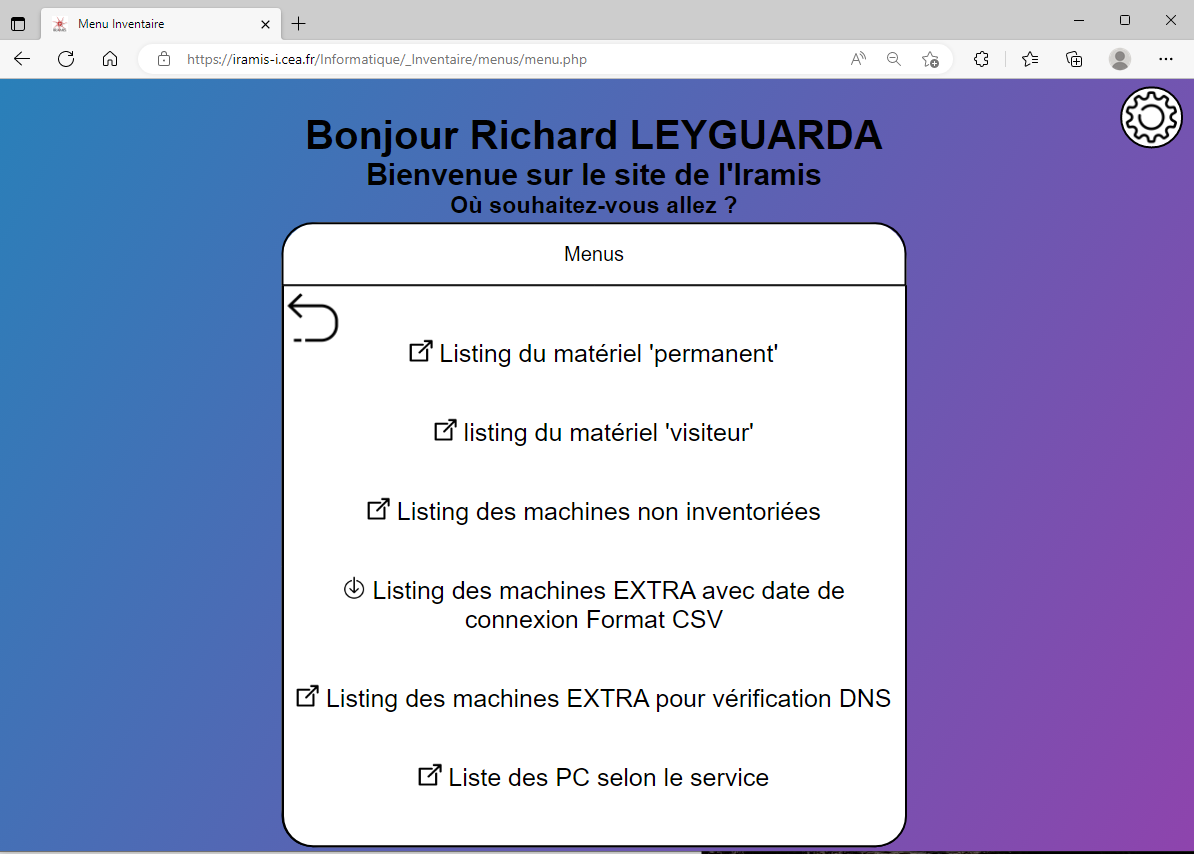 Menu Inventaire
https://iramis-i.cea.fr/Informatique/_Inventaire/menus/menu.php
Bonjour Richard LEYGUARDA
Bienvenue sur le site de l'Iramis
Où souhaitez-vous allez ?
Menus
Listing du matériel 'permanent'
listing du matériel 'visiteur'
Listing des machines non inventoriées
Listing des machines EXTRA avec date de
connexion Format CSV
Listing des machines EXTRA pour vérification DNS
Liste des PC selon le service